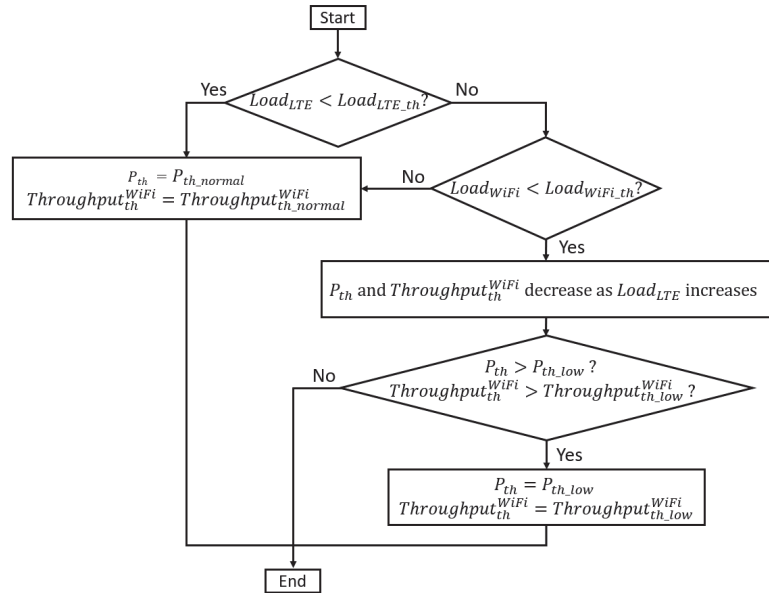 Start
Load_LTE < Load_LTE_th?
Yes
No
P_th = P_th_normal
Throughput_th^WiFi = Throughput_th_normal^WiFi
No
Load_WiFi < Load_WiFi_th?
Yes
P_th and Throughput_th^WiFi decrease as Load_LTE increases
P_th > P_th_low ?
Throughput_th^WiFi > Throughput_th_low^WiFi ?
No
Yes
P_th = P_th_low
Throughput_th^WiFi = Throughput_th_low^WiFi
End